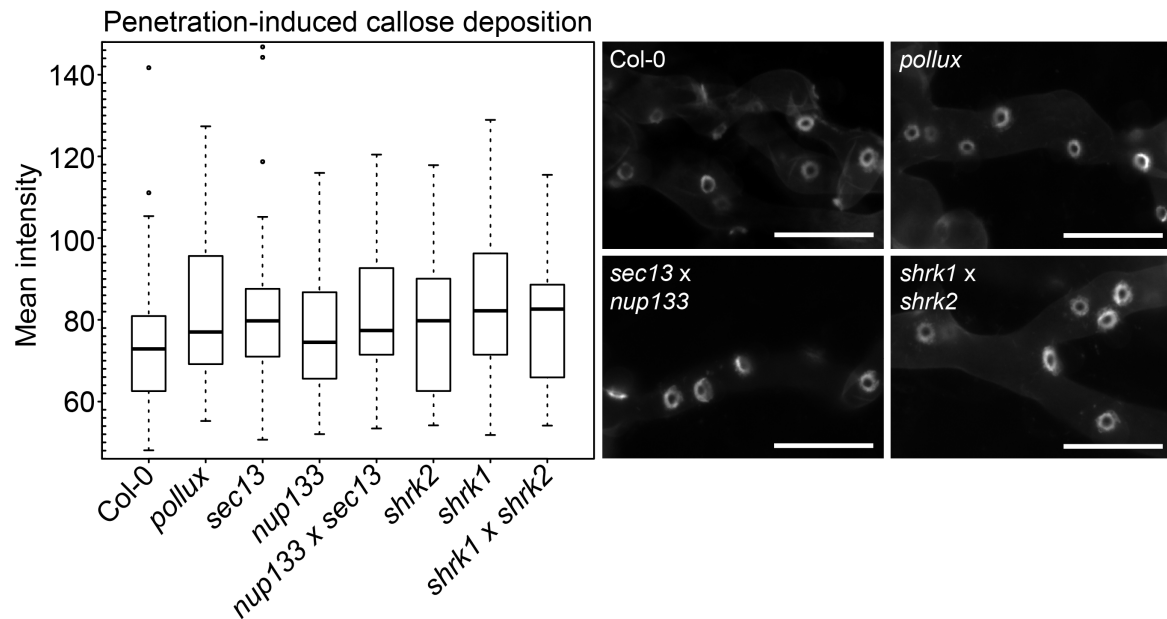 Penetration-induced callose deposition
Mean intensity
140
120
100
80
60
Col-0
pollux
sec13
nup133
nup133 x sec13
shrk2
shrk1
shrk1 x shrk2
Col-0
pollux
sec13 x
nup133
shrk1 x
shrk2